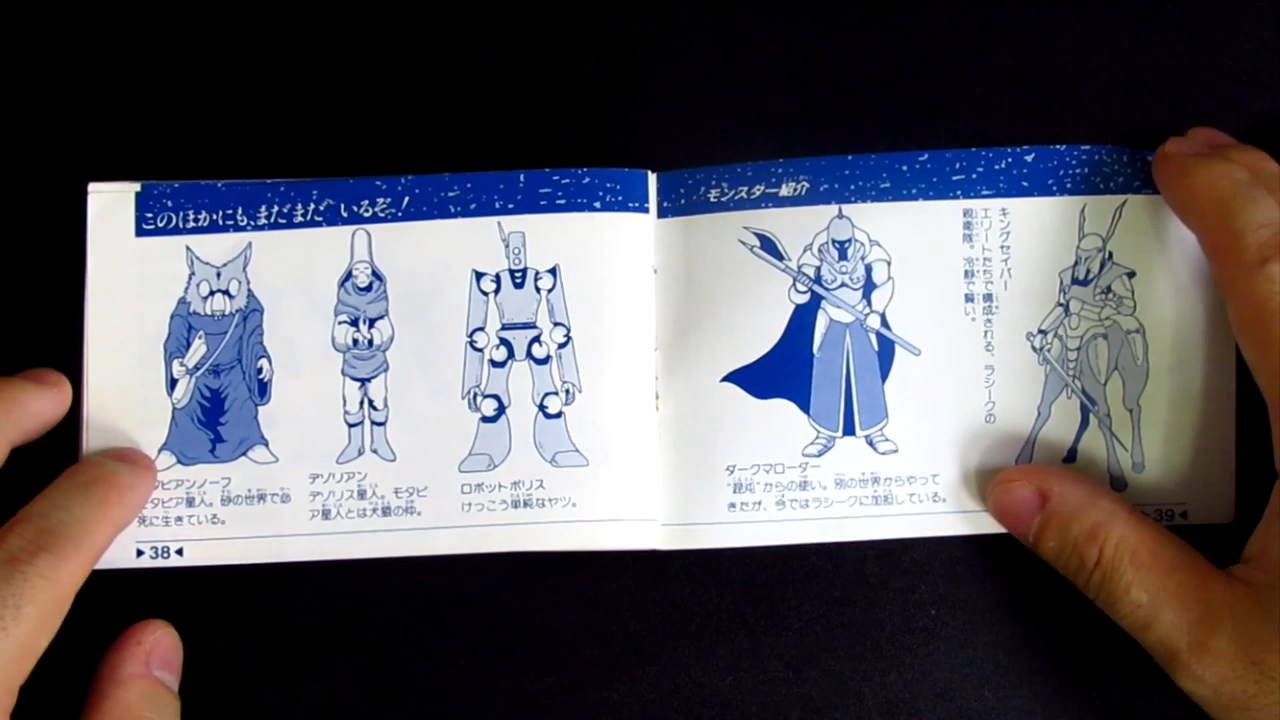 このほかにも、まだまだ いるぞ！
タピアンノーフ
タビア星人。砂の世界で必
死に生きている。
デゾリアン
デゾリス星人。モタビ
ア星人とは犬猿の仲。
ロボットポリス
けっこう単純なヤツ。
▶38◀
モンスター紹介
ダークマローダー
“混沌”からの使い。別の世界からやって
きたが、今ではラシークに加担している。
キングセイバー
エリートたちで構成される、ラシークの
親衛隊。冷静で賢い。
▶39◀